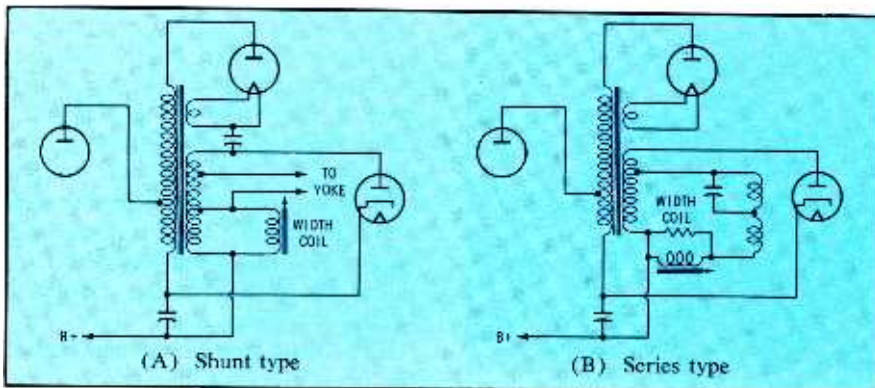 TO
YOKE
WIDTH
COIL
B+
(A) Shunt type
WIDTH
COIL
B+
(B) Series type